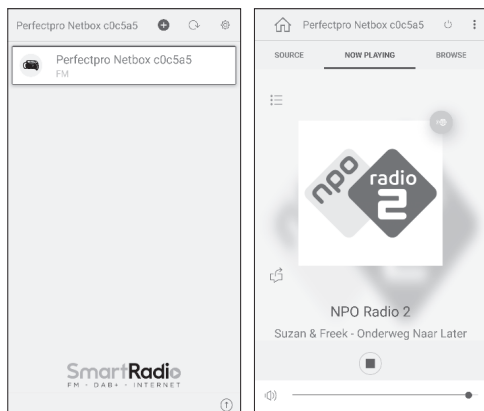 Perfectpro Netbox c0c5a5
Perfectpro Netbox c0c5a5
FM
SmartRadio
FM · DAB+ · INTERNET
Perfectpro Netbox c0c5a5
SOURCE NOW PLAYING BROWSE
npo radio 2
NPO Radio 2
Suzan & Freek - Onderweg Naar Later